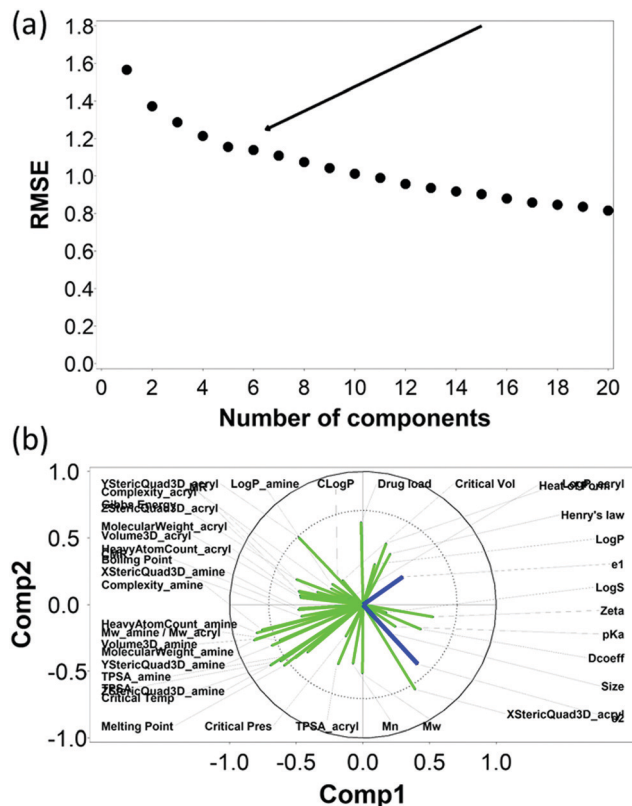 (a)
1.8
1.6
1.4
1.2
1.0
0.8
0.6
0.4
0.2
0.0
RMSE
0 2 4 6 8 10 12 14 16 18 20
Number of components
(b)
1.0
0.5
0.0
-0.5
-1.0
Comp2
YStericQuad3D_acryl
MR
Complexity_acryl
Gibbs Energy
ZStericQuad3D_acryl
MolecularWeight_acryl
Volume3D_acryl
HeavyAtomCount_acryl
CMR
Boiling Point
XStericQuad3D_amine
Complexity_amine
HeavyAtomCount_amine
Mw_amine / Mw_acryl
Volume3D_amine
MolecularWeight_amine
YStericQuad3D_amine
TPSA_amine
TPSA
ZStericQuad3D_amine
Critical Temp
Melting Point
LogP_amine
CLogP
Drug load
Critical Vol
LogP_acryl
Heat of Form
Henry's law
LogP
e1
LogS
Zeta
pKa
Dcoeff
Size
XStericQuad3D_acryl
Critical Pres
TPSA_acryl
Mn
Mw
-1.0 -0.5 0.0 0.5 1.0
Comp1